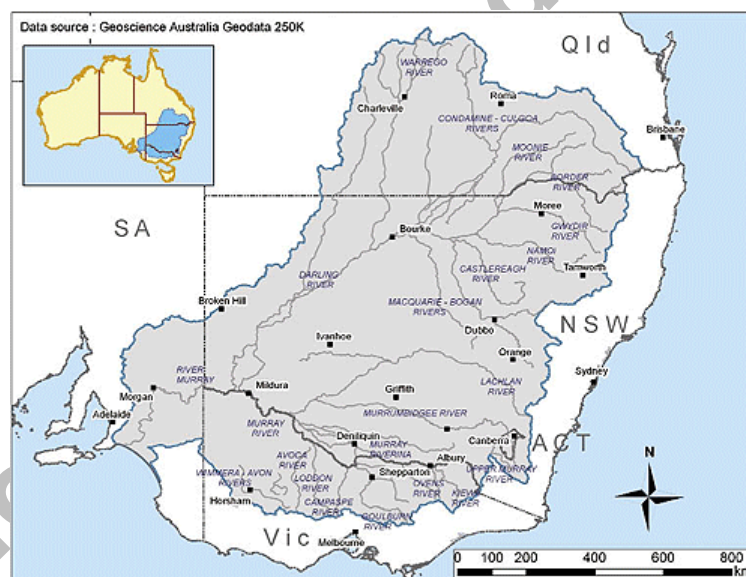 Data source : Geoscience Australia Geodata 250K
Qld
WARREGO
RIVER
Charleville
Roma
CONDAMINE - CULGOA
RIVERS
Brisbane
MOONIE
RIVER
BORDER
RIVER
SA
Moree
GWYDIR
RIVER
Bourke
NAMOI
RIVER
DARLING
RIVER
CASTLEREAGH
RIVER
Tamworth
Broken Hill
MACQUARIE - BOGAN
RIVERS
NSW
Dubbo
Ivanhoe
Orange
RIVER
MURRAY
Sydney
Morgan
Mildura
Griffith
LACHLAN
RIVER
Adelaide
MURRUMBIDGEE RIVER
MURRAY
RIVER
Deniliquin
MURRAY
RIVERINA
Canberra
ACT
AVOCA
RIVER
Albury
N
WIMMERA - AVON
RIVERS
LODDON
RIVER
Shepparton
OVENS
RIVER
KIEWA
RIVER
UPPER MURRAY
RIVER
Horsham
CAMPASPE
RIVER
GOULBURN
RIVER
Vic
Melbourne
0 100 200 400 600 800
km